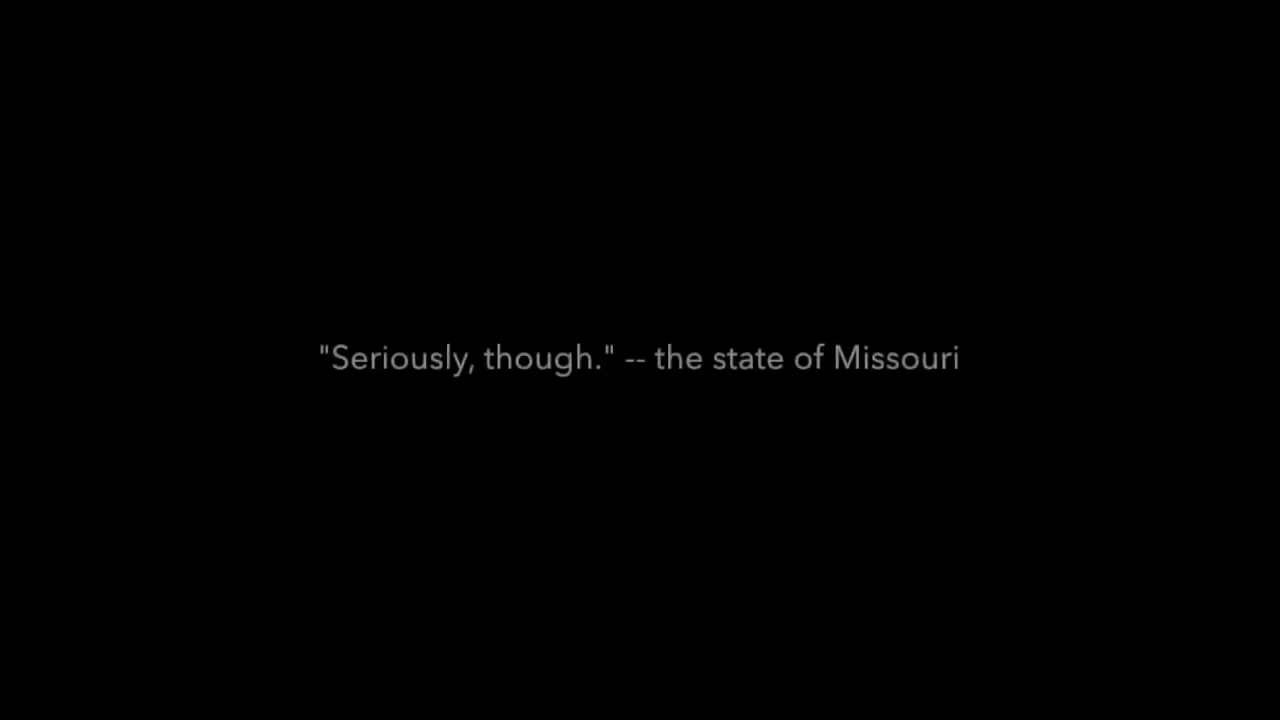 "Seriously, though." -- the state of Missouri